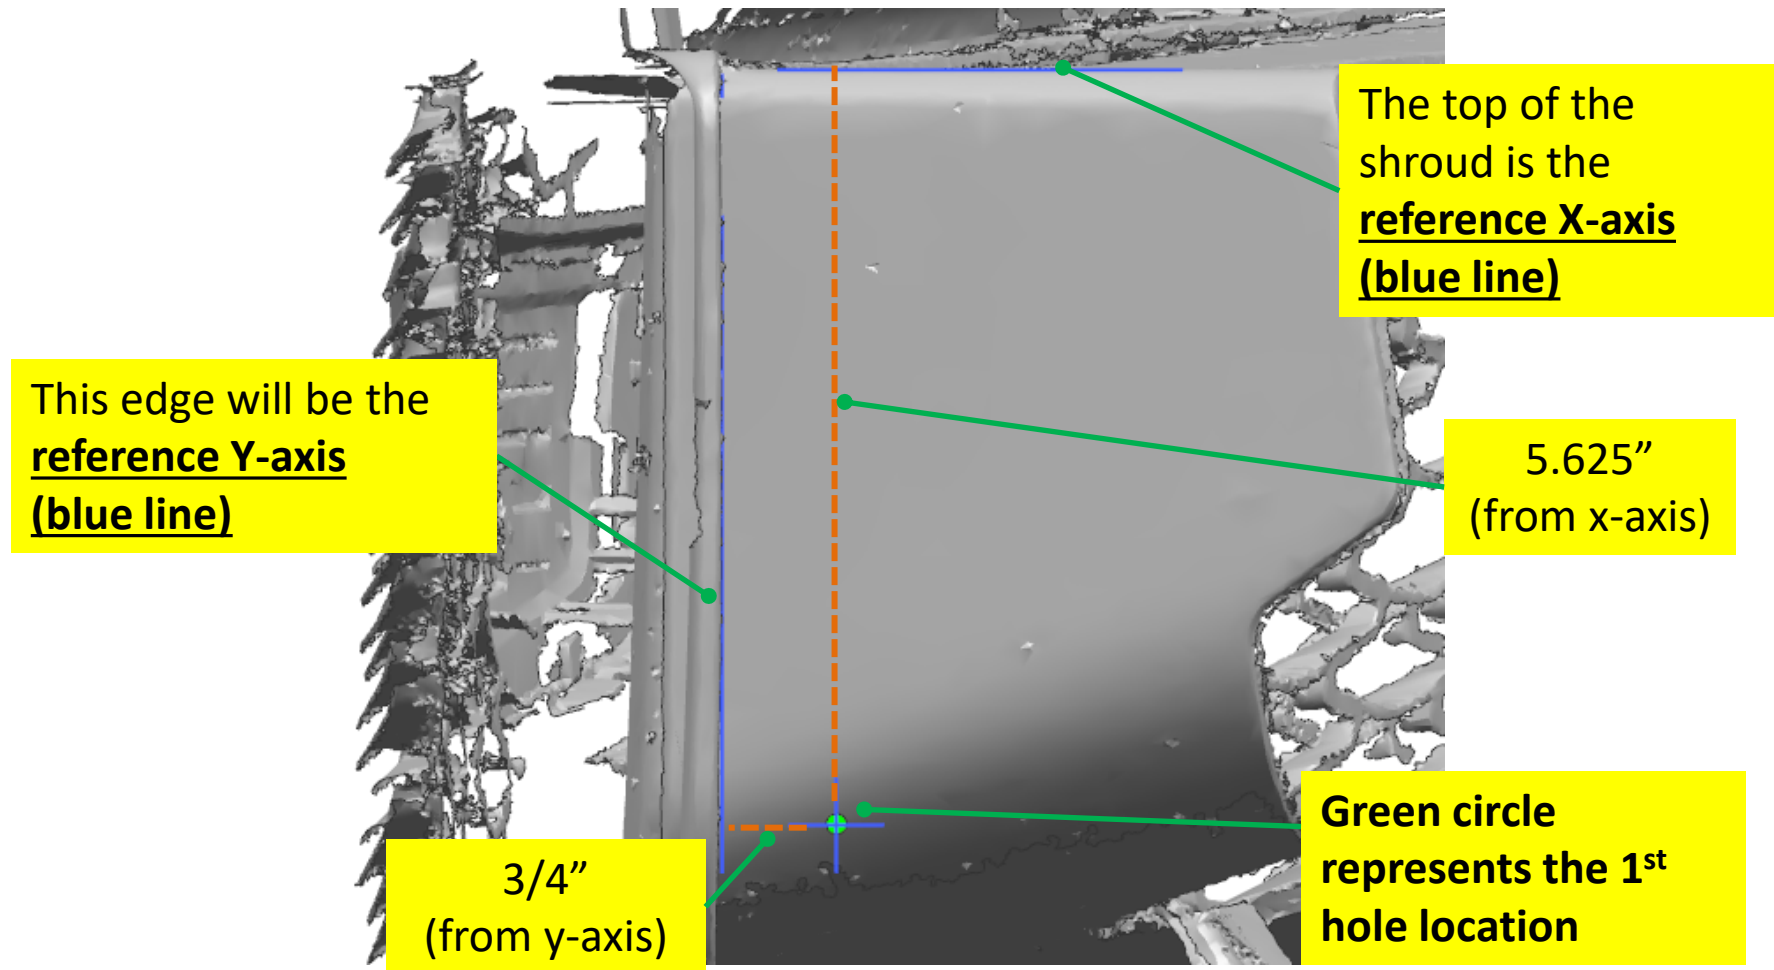 The top of the
shroud is the
reference X-axis
(blue line)
This edge will be the
reference Y-axis
(blue line)
5.625”
(from x-axis)
3/4”
(from y-axis)
Green circle
represents the 1st
hole location